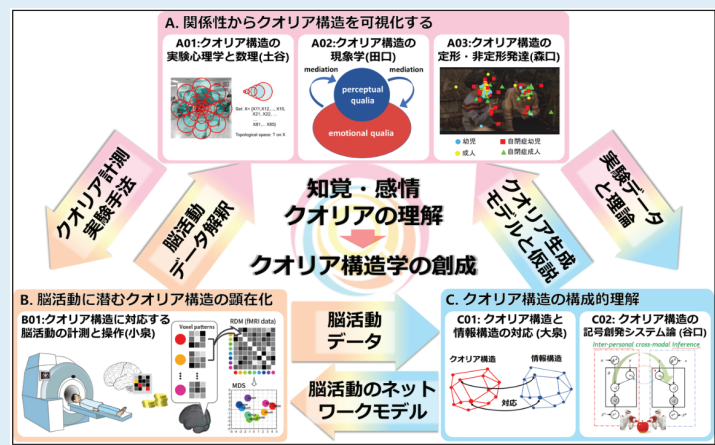 A. 関係性からクオリア構造を可視化する
A01:クオリア構造の
実験心理学と数理(土谷)
Topological space: T on X
A02:クオリア構造の
現象学(田口)
mediation
mediation
perceptual
qualia
emotional qualia
A03:クオリア構造の
定形・非定形発達(森口)
幼児
自閉症幼児
成人
自閉症成人
クオリア計測
実験手法
脳活動
データ解釈
知覚・感情
クオリアの理解
クオリア構造学の創成
クオリア生成
モデルと仮説
実験データ
と理論
B. 脳活動に潜むクオリア構造の顕在化
B01:クオリア構造に対応する
脳活動の計測と操作(小泉)
Voxel patterns
RDM (fMRI data)
MDS
脳活動
データ
脳活動のネット
ワークモデル
C. クオリア構造の構成的理解
C01: クオリア構造と
情報構造の対応(大泉)
クオリア構造
情報構造
対応
C02: クオリア構造の
記号創発システム論(谷口)
Inter-personal cross-modal Inference